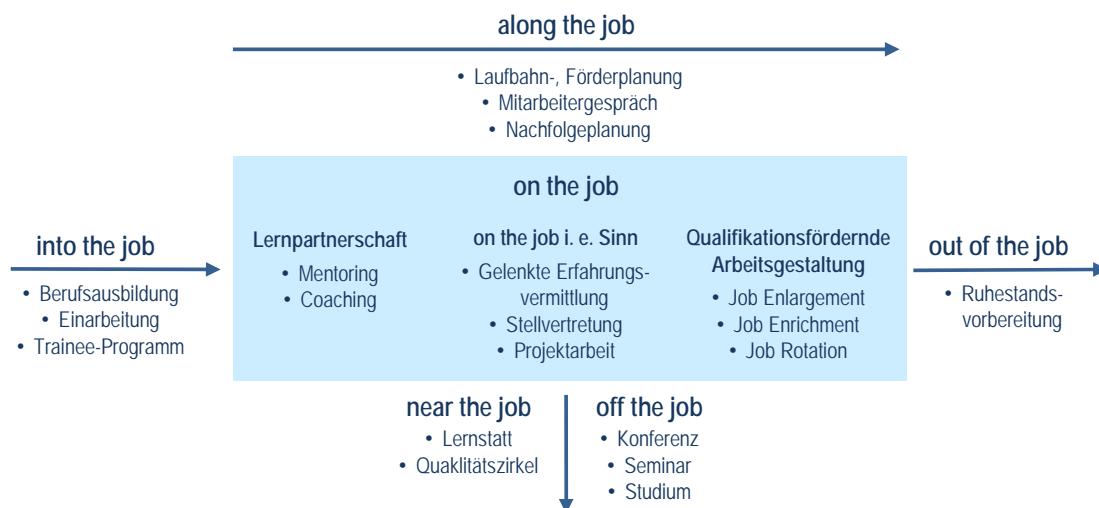 along the job
• Laufbahn-, Förderplanung
• Mitarbeitergespräch
• Nachfolgeplanung
into the job
• Berufsausbildung
• Einarbeitung
• Trainee-Programm
on the job
Lernpartnerschaft
• Mentoring
• Coaching
on the job i. e. Sinn
• Gelenkte Erfahrungs-
vermittlung
• Stellvertretung
• Projektarbeit
Qualifikationsfördernde
Arbeitsgestaltung
• Job Enlargement
• Job Enrichment
• Job Rotation
out of the job
• Ruhestands-
vorbereitung
near the job
• Lernstatt
• Quaklitätszirkel
off the job
• Konferenz
• Seminar
• Studium